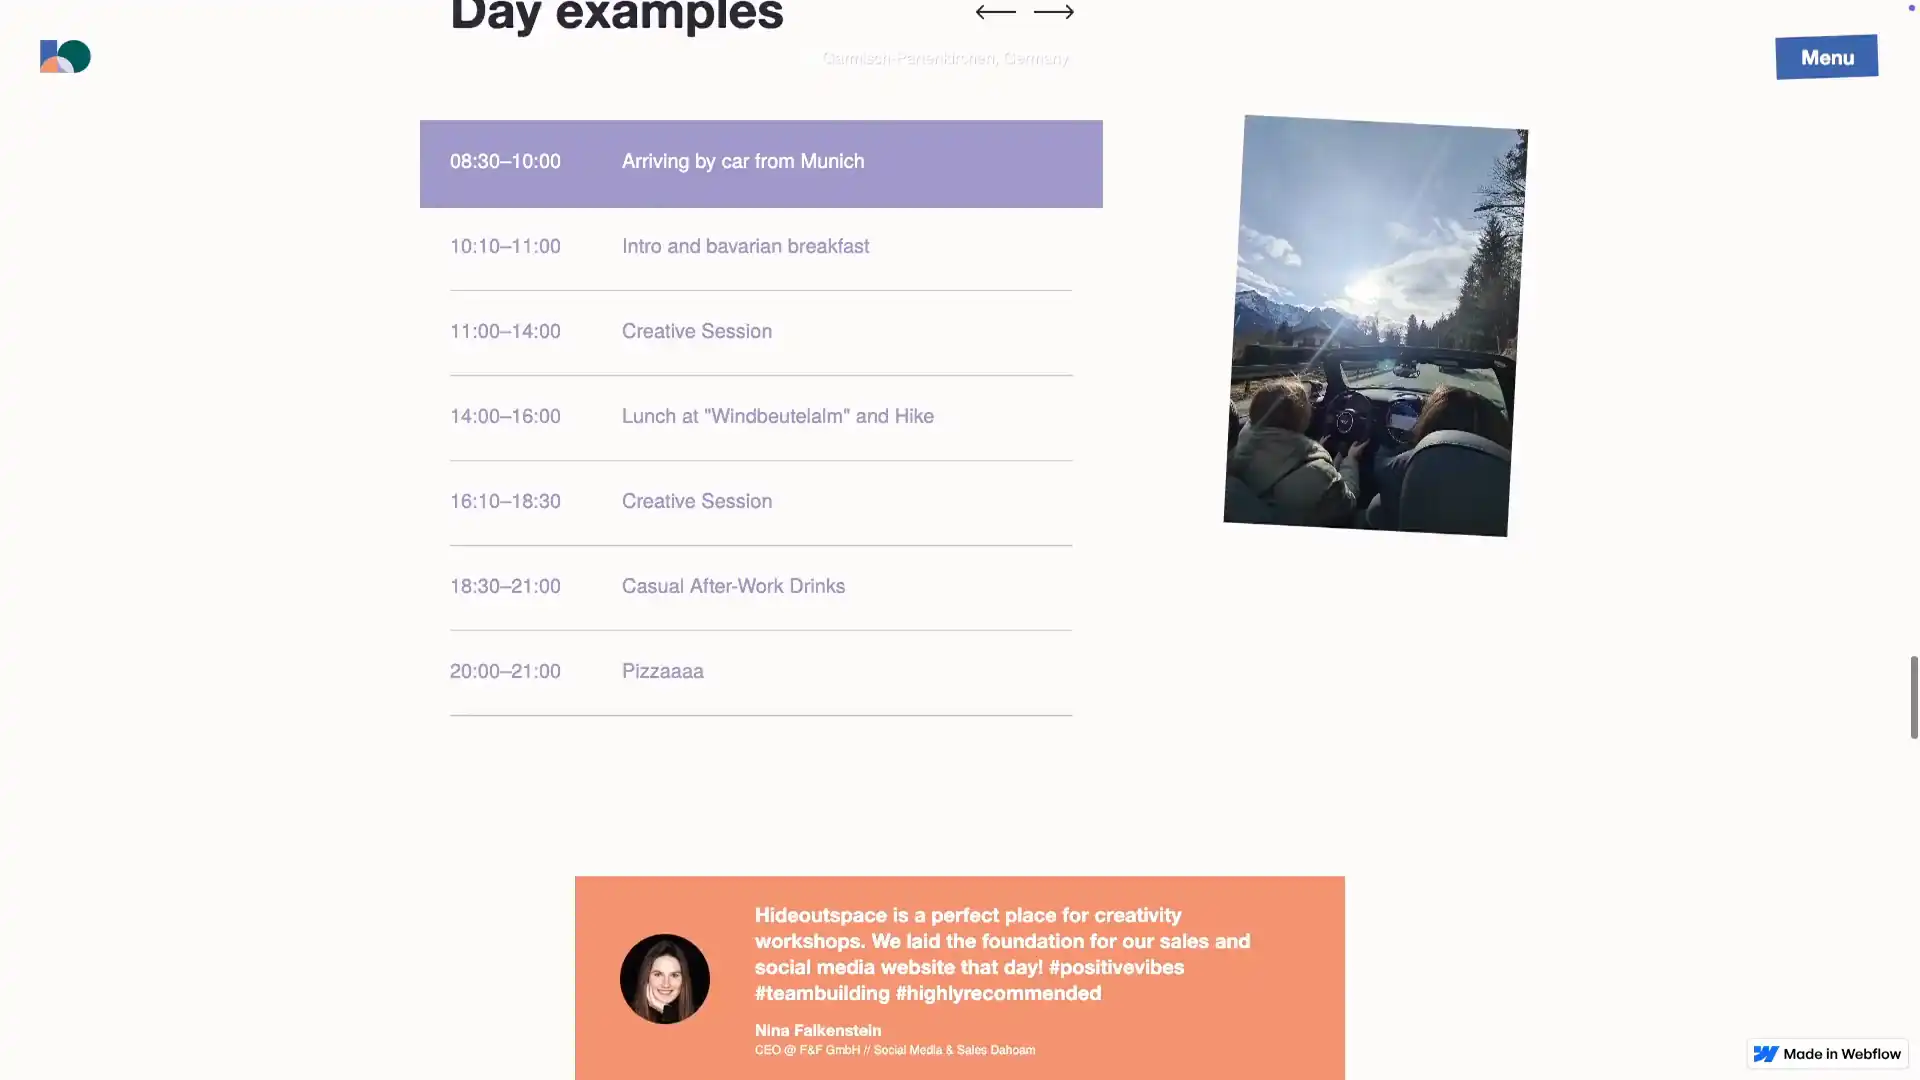 Day examples
Garmisch-Partenkirchen, Germany
Menu
08:30–10:00 Arriving by car from Munich
10:10–11:00 Intro and bavarian breakfast
11:00–14:00 Creative Session
14:00–16:00 Lunch at "Windbeutelalm" and Hike
16:10–18:30 Creative Session
18:30–21:00 Casual After-Work Drinks
20:00–21:00 Pizzaaaa
Hideoutspace is a perfect place for creativity
workshops. We laid the foundation for our sales and
social media website that day! #positivevibes
#teambuilding #highlyrecommended
Nina Falkenstein
CEO @ F&F GmbH // Social Media & Sales Dahoam
Made in Webflow